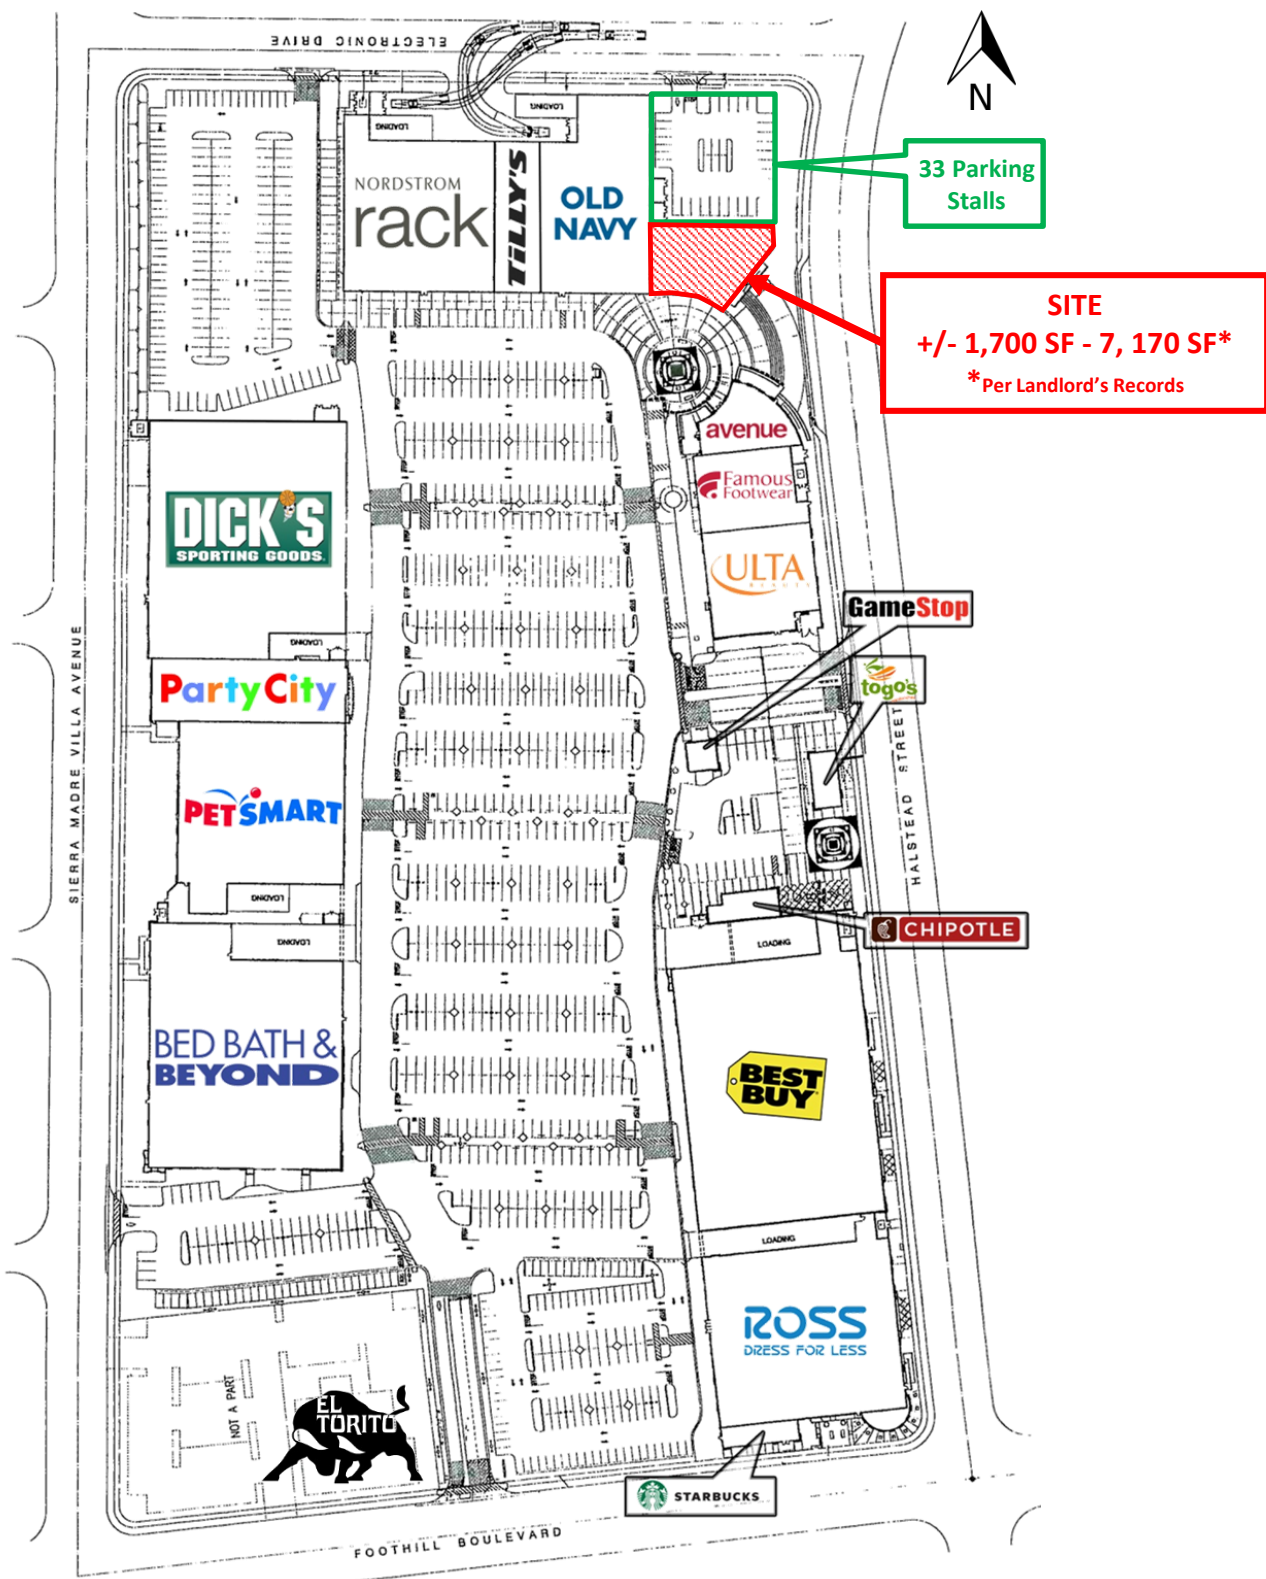 ELECTRONIC DRIVE
N
LOADING
LOADING
33 Parking
Stalls
NORDSTROM
rack
TILLY'S
OLD
NAVY
SITE
+/- 1,700 SF - 7, 170 SF*
*Per Landlord's Records
avenue
Famous
Footwear
DICK'S
SPORTING GOODS
ULTA
BEAUTY
GameStop
LOADING
togo's
PartyCity
SIERRA MADRE VILLA AVENUE
HALSTEAD STREET
PETSMART
LOADING
CHIPOTLE
LOADING
LOADING
BED BATH &
BEYOND
BEST
BUY
LOADING
ROSS
DRESS FOR LESS
NOT A PART
EL
TORITO
STARBUCKS
FOOTHILL BOULEVARD